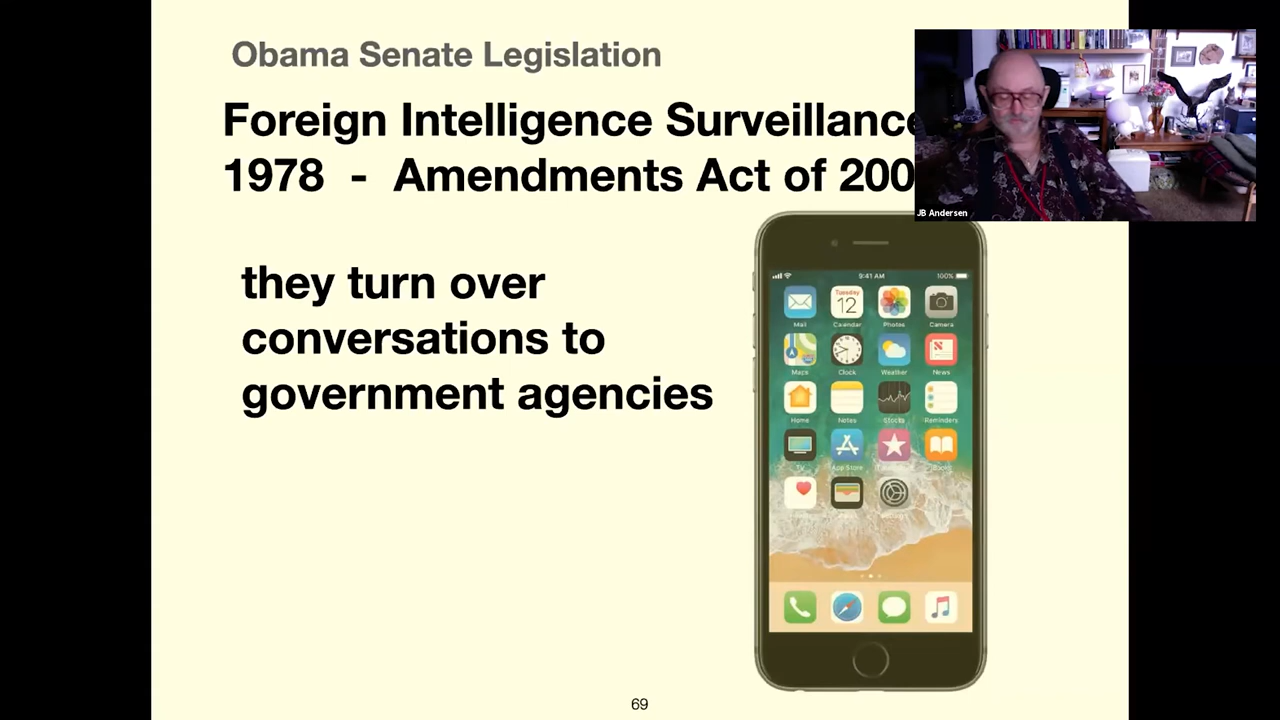 Obama Senate Legislation
Foreign Intelligence Surveillance
1978 - Amendments Act of 200
JB Andersen
they turn over
conversations to
government agencies
9:41 AM 100%
Tuesday
12
Mail Calendar Photos Camera
Maps Clock Weather News
Home Notes Stocks Reminders
TV App Store Books
69